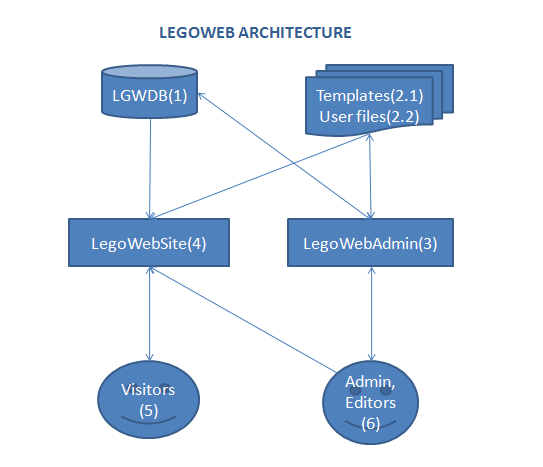 LEGOWEB ARCHITECTURE
LGWDB(1)
Templates(2.1)
User files(2.2)
LegoWebSite(4)
LegoWebAdmin(3)
Visitors
(5)
Admin,
Editors
(6)